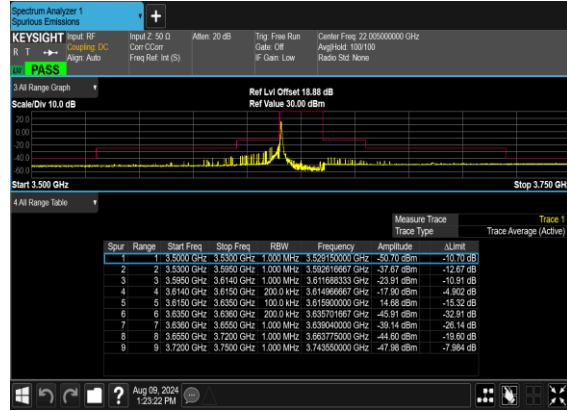 Spectrum Analyzer 1
Spurious Emissions
+
KEYSIGHT Input: RF Input Z: 50 Ω Atten: 20 dB Trig: Free Run Center Freq: 22.005000000 GHz
R T Coupling: DC Corr CCorr Gate: Off Avg|Hold: 100/100
Align: Auto Freq Ref: Int (S) IF Gain: Low Radio Std: None
LW PASS
3 All Range Graph
Ref Lvl Offset 18.88 dB
Scale/Div 10.0 dB Ref Value 30.00 dBm
20.0
0.00
-20.0
-40.0
-60.0
Start 3.500 GHz Stop 3.750 GH
4 All Range Table
Measure Trace Trace 1
Trace Type Trace Average (Active)
Spur Range Start Freq Stop Freq RBW Frequency Amplitude ΔLimit
1 1 3.5000 GHz 3.5300 GHz 1.000 MHz 3.529150000 GHz -50.70 dBm -10.70 dB
2 2 3.5300 GHz 3.5950 GHz 1.000 MHz 3.592616667 GHz -37.67 dBm -12.67 dB
3 3 3.5950 GHz 3.6140 GHz 1.000 MHz 3.611688333 GHz -23.91 dBm -10.91 dB
4 4 3.6140 GHz 3.6150 GHz 200.0 kHz 3.614966667 GHz -17.90 dBm -4.902 dB
5 5 3.6150 GHz 3.6350 GHz 100.0 kHz 3.615900000 GHz 14.68 dBm -15.32 dB
6 6 3.6350 GHz 3.6360 GHz 200.0 kHz 3.635701667 GHz -45.91 dBm -32.91 dB
7 7 3.6360 GHz 3.6550 GHz 1.000 MHz 3.639040000 GHz -39.14 dBm -26.14 dB
8 8 3.6550 GHz 3.7200 GHz 1.000 MHz 3.663775000 GHz -44.60 dBm -19.60 dB
9 9 3.7200 GHz 3.7500 GHz 1.000 MHz 3.743550000 GHz -47.98 dBm -7.984 dB
? Aug 09, 2024
1:23:22 PM